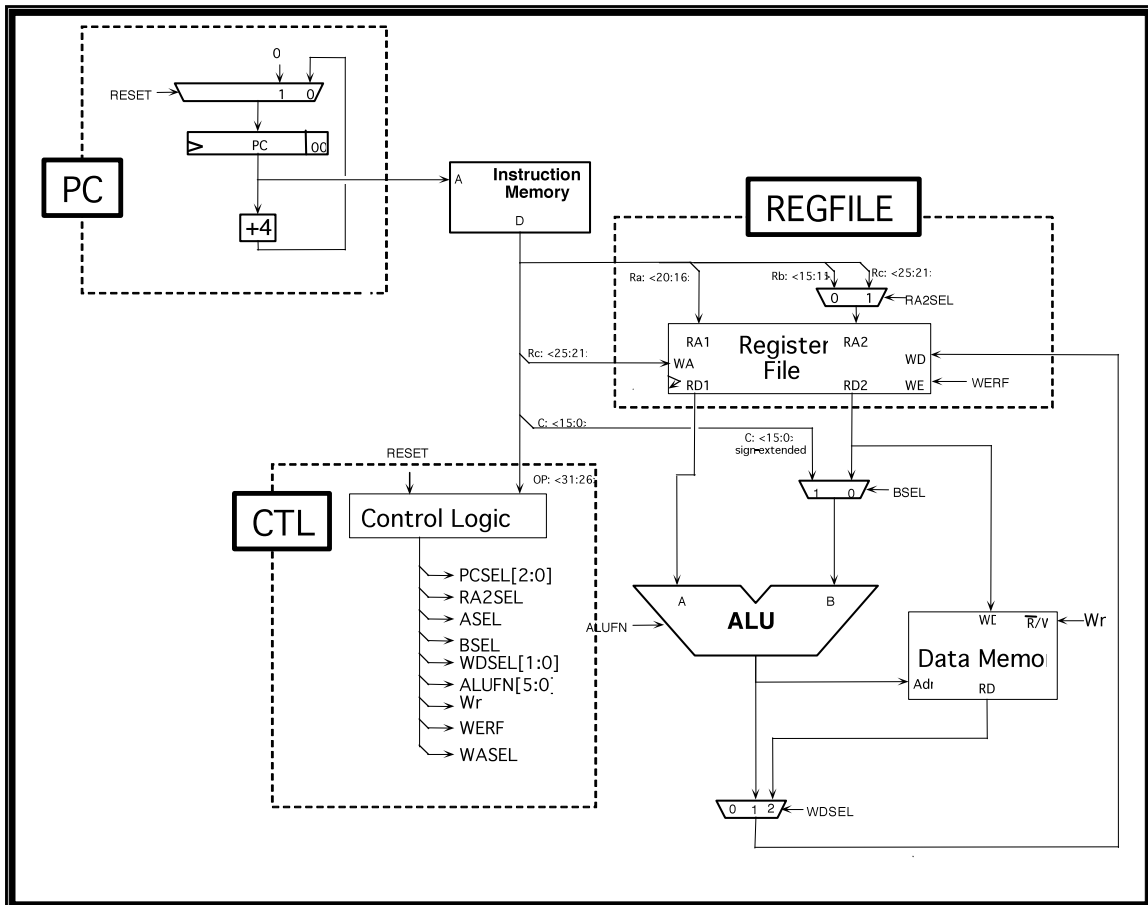 0
RESET
1 0
PC 00
PC
+4
A Instruction
Memory
D
REGFILE
Ra: <20:16:
Rb: <15:11
Rc: <25:21:
0 1
RA2SEL
RA1 Register RA2
File
WA
WD
RD1 RD2 WE
WERF
Rc: <25:21:
C: <15:0:
C: <15:0:
sign-extended
RESET
OP: <31:26:
1 0
BSEL
CTL
Control Logic
PCSEL[2:0]
RA2SEL
ASEL
BSEL
WDSEL[1:0]
ALUFN[5:0]
Wr
WERF
WASEL
A B
ALU
ALUFN
WD R/W
Wr
Data Memo
Adr
RD
0 1 2
WDSEL